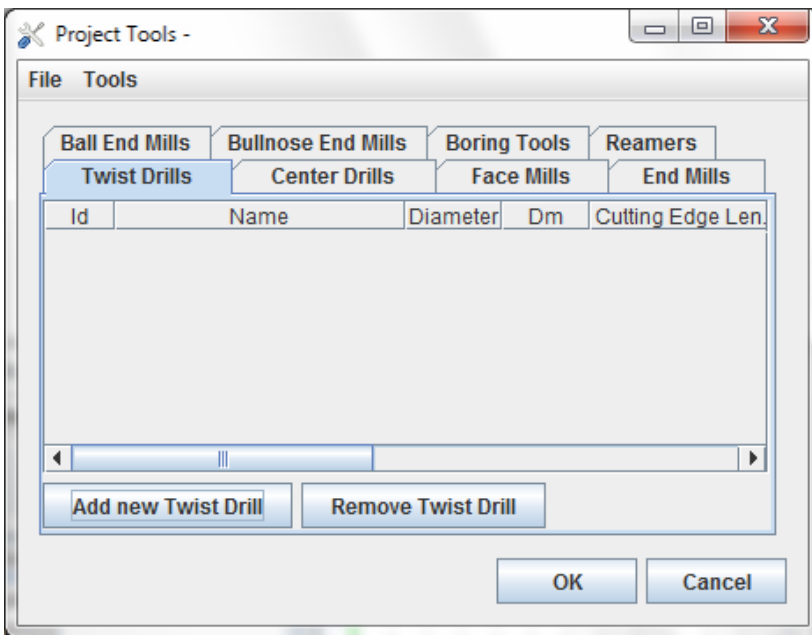 Project Tools -
File Tools
Ball End Mills Bullnose End Mills Boring Tools Reamers
Twist Drills Center Drills Face Mills End Mills
Id Name Diameter Dm Cutting Edge Len.
Add new Twist Drill Remove Twist Drill
OK Cancel